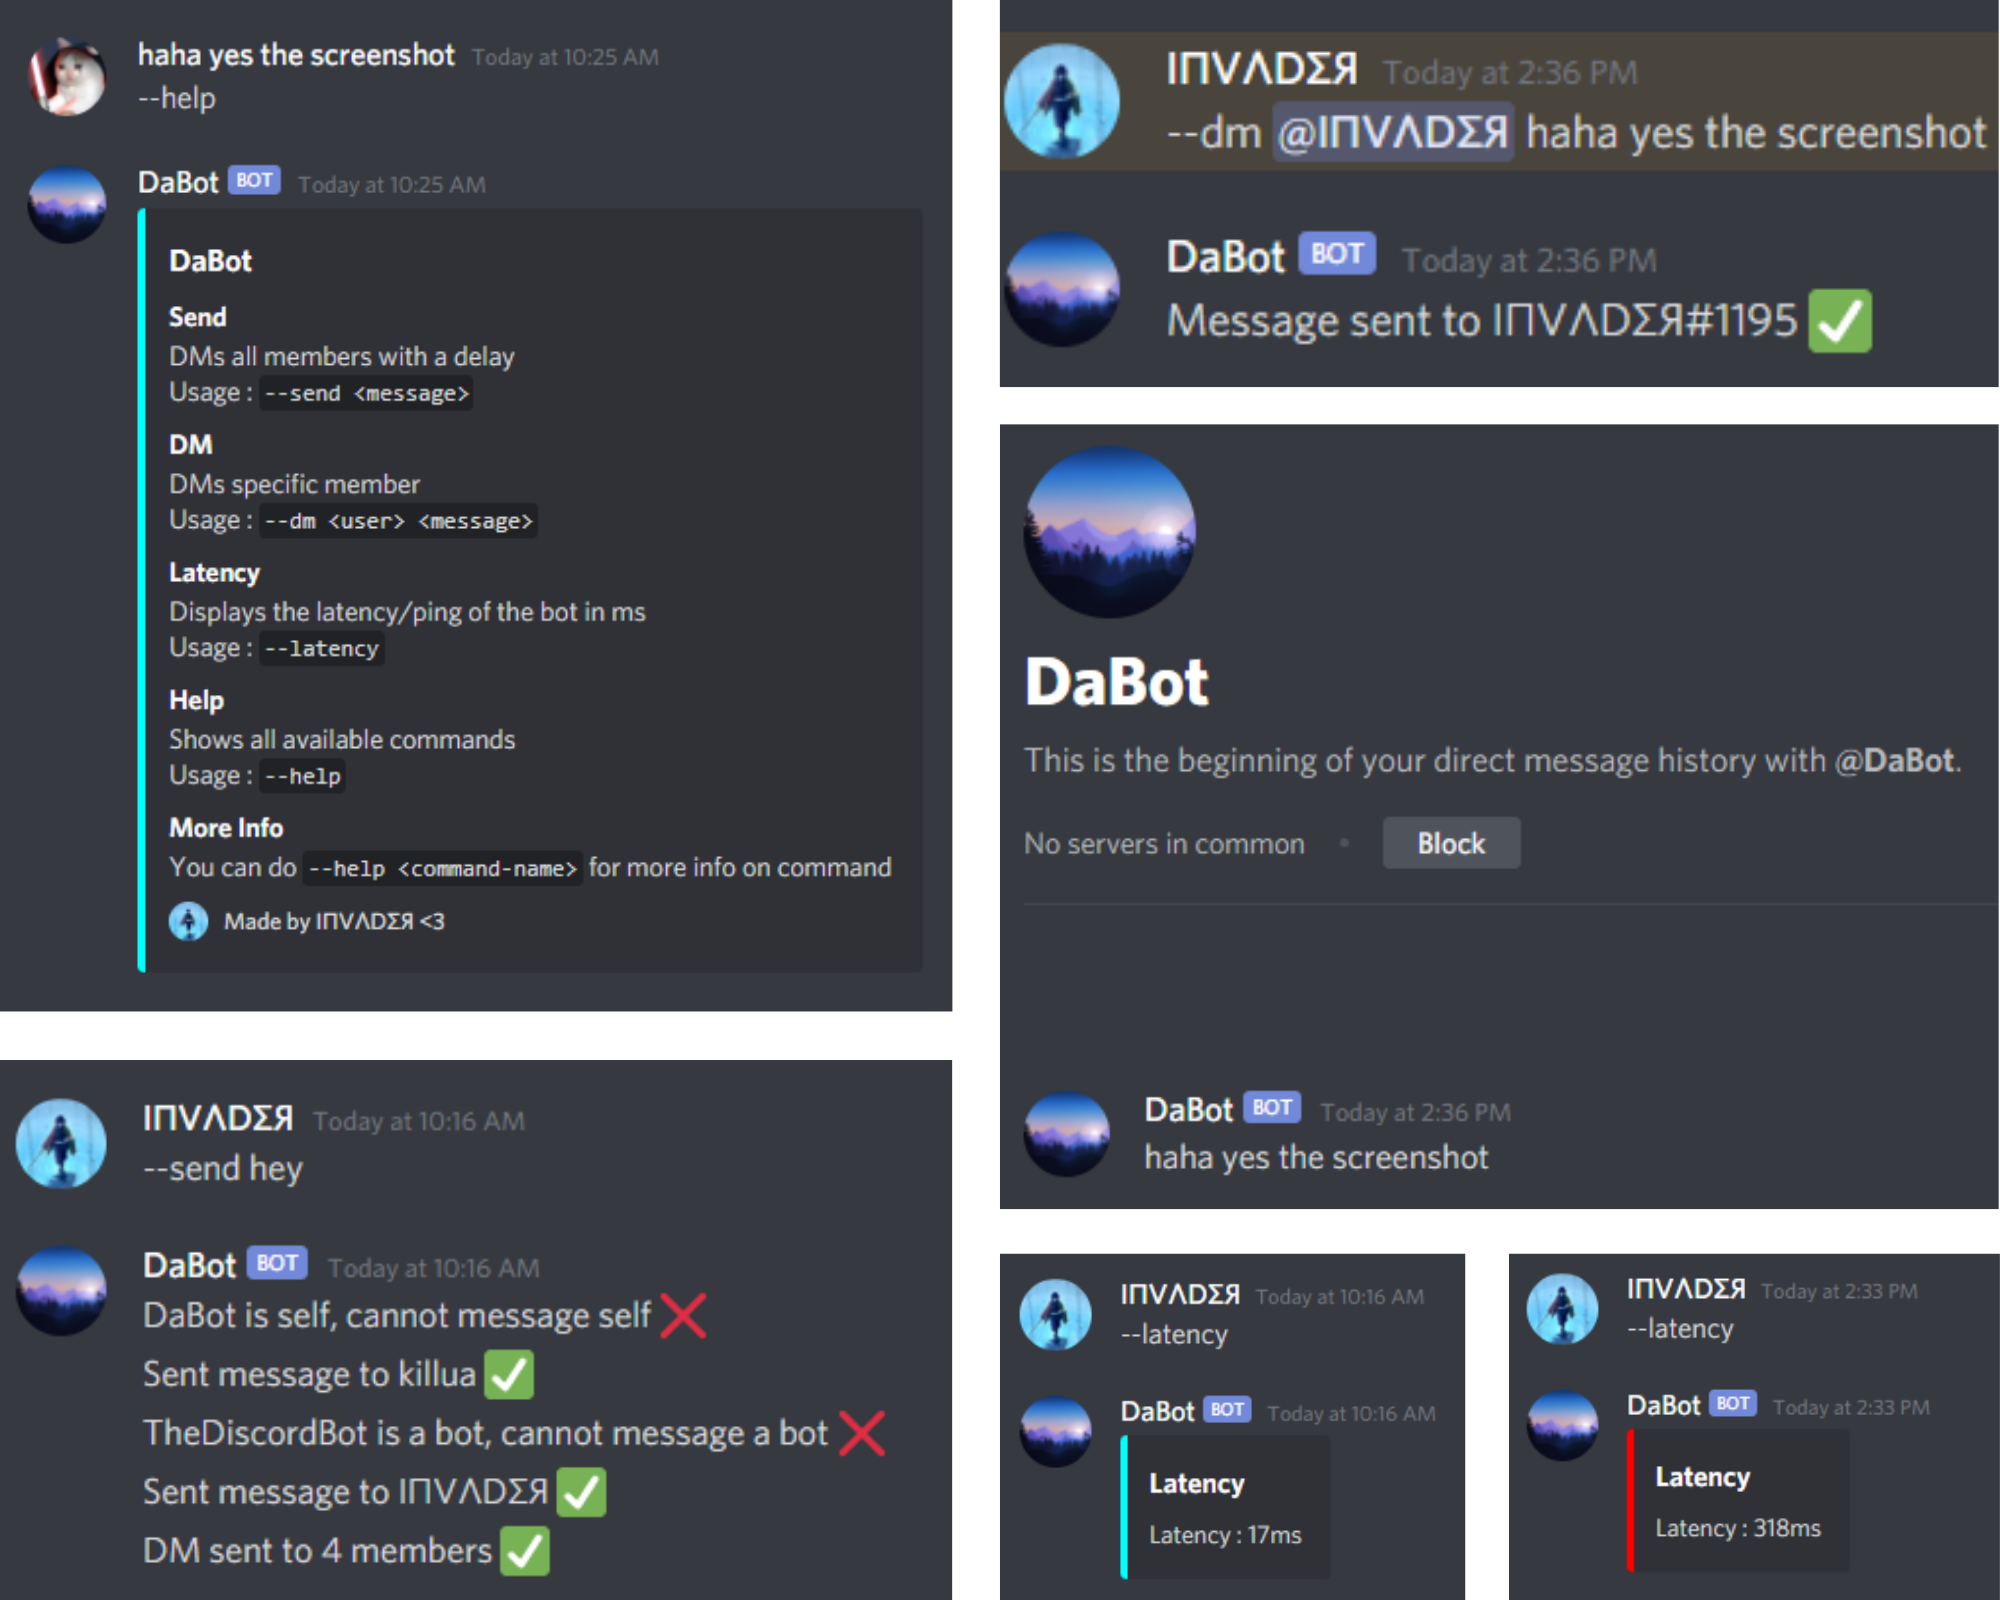 haha yes the screenshot Today at 10:25 AM
--help
DaBot BOT Today at 10:25 AM
DaBot
Send
DMs all members with a delay
Usage : --send <message>
DM
DMs specific member
Usage : --dm <user> <message>
Latency
Displays the latency/ping of the bot in ms
Usage : --latency
Help
Shows all available commands
Usage : --help
More Info
You can do --help <command-name> for more info on command
Made by IПVΛDΣЯ <3
IПVΛDΣЯ Today at 10:16 AM
--send hey
DaBot BOT Today at 10:16 AM
DaBot is self, cannot message self ❌
Sent message to killua ✅
TheDiscordBot is a bot, cannot message a bot ❌
Sent message to IПVΛDΣЯ ✅
DM sent to 4 members ✅
IПVΛDΣЯ Today at 2:36 PM
--dm @IПVΛDΣЯ haha yes the screenshot
DaBot BOT Today at 2:36 PM
Message sent to IПVΛDΣЯ#1195 ✅
DaBot
This is the beginning of your direct message history with @DaBot.
No servers in common • Block
DaBot BOT Today at 2:36 PM
haha yes the screenshot
IПVΛDΣЯ Today at 10:16 AM
--latency
DaBot BOT Today at 10:16 AM
Latency
Latency : 17ms
IПVΛDΣЯ Today at 2:33 PM
--latency
DaBot BOT Today at 2:33 PM
Latency
Latency : 318ms